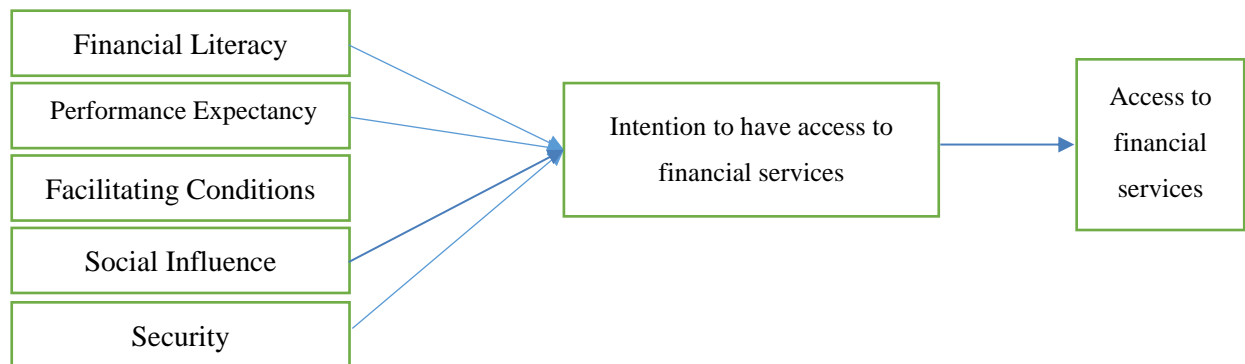 Financial Literacy
Performance Expectancy
Facilitating Conditions
Social Influence
Security
Intention to have access to
financial services
Access to
financial
services